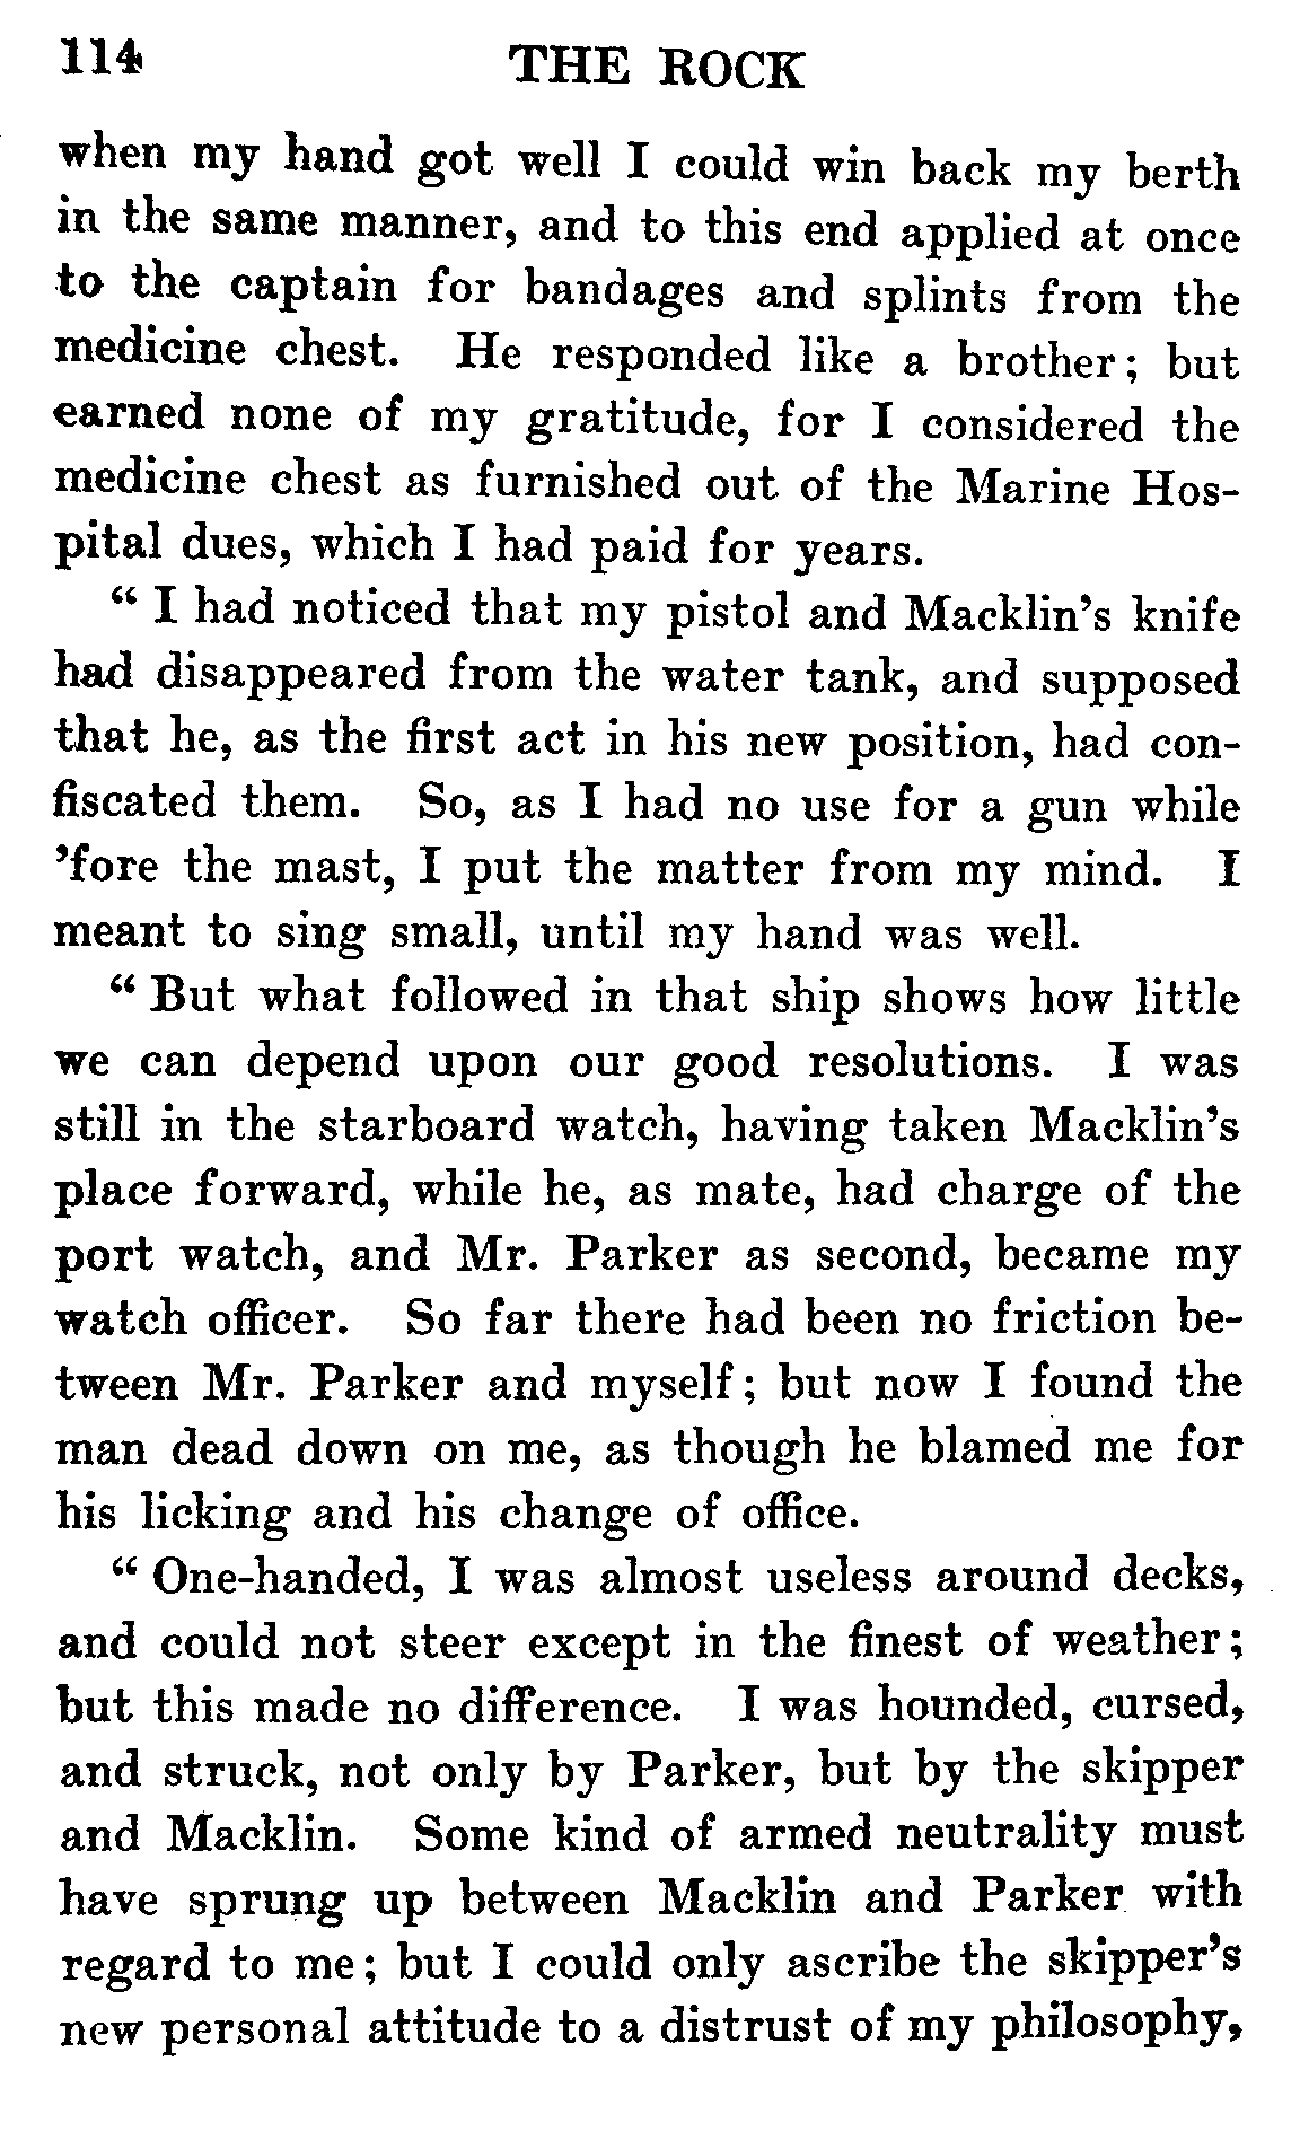 114 THE ROCK
when my hand got well I could win back my berth
in the same manner, and to this end applied at once
to the captain for bandages and splints from the
medicine chest. He responded like a brother; but
earned none of my gratitude, for I considered the
medicine chest as furnished out of the Marine Hos-
pital dues, which I had paid for years.
“ I had noticed that my pistol and Macklin’s knife
had disappeared from the water tank, and supposed
that he, as the first act in his new position, had con-
fiscated them. So, as I had no use for a gun while
’fore the mast, I put the matter from my mind. I
meant to sing small, until my hand was well.
“ But what followed in that ship shows how little
we can depend upon our good resolutions. I was
still in the starboard watch, having taken Macklin’s
place forward, while he, as mate, had charge of the
port watch, and Mr. Parker as second, became my
watch officer. So far there had been no friction be-
tween Mr. Parker and myself; but now I found the
man dead down on me, as though he blamed me for
his licking and his change of office.
“ One-handed, I was almost useless around decks,
and could not steer except in the finest of weather;
but this made no difference. I was hounded, cursed,
and struck, not only by Parker, but by the skipper
and Macklin. Some kind of armed neutrality must
have sprung up between Macklin and Parker with
regard to me; but I could only ascribe the skipper’s
new personal attitude to a distrust of my philosophy,